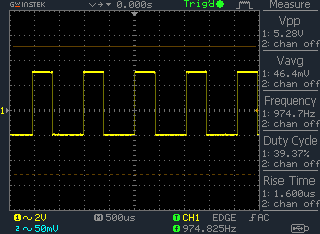 GWINSTEK 0.000s Trig'd Measure
Vpp
1: 5.28V
2: chan off
Vavg
1: 46.4mV
2: chan off
Frequency
1: 974.7Hz
2: chan off
Duty Cycle
1: 39.37%
2: chan off
Rise Time
1: 1.600us
2: chan off
1
1 2V M 500us T CH1 EDGE AC
2 50mV f 974.825Hz